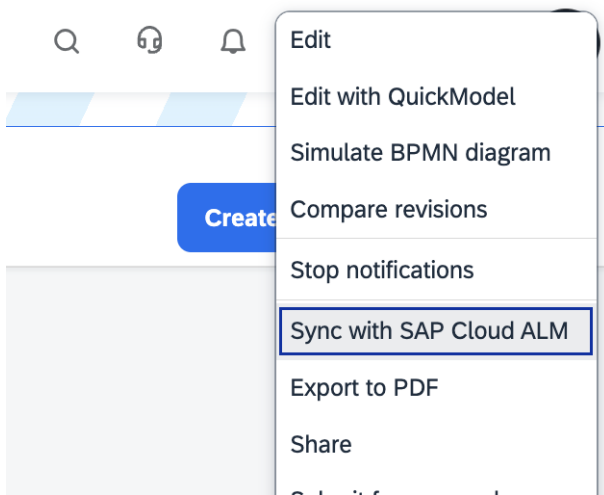 Edit
Edit with QuickModel
Simulate BPMN diagram
Create
Compare revisions
Stop notifications
Sync with SAP Cloud ALM
Export to PDF
Share